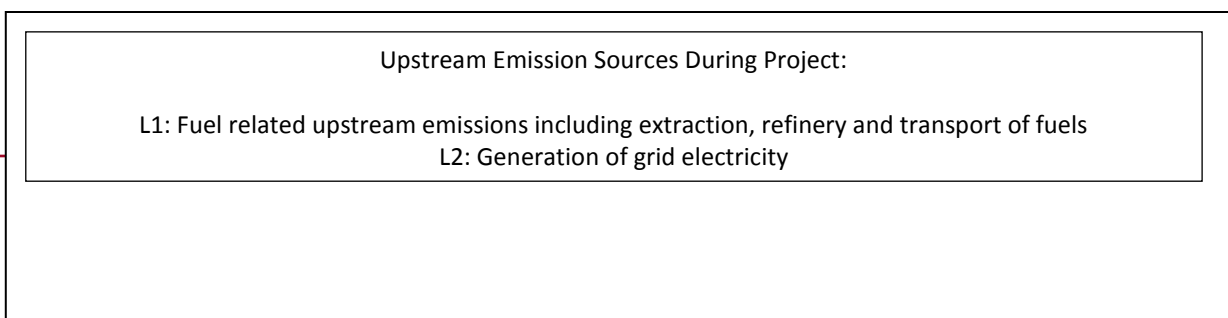 Upstream Emission Sources During Project:
L1: Fuel related upstream emissions including extraction, refinery and transport of fuels
L2: Generation of grid electricity